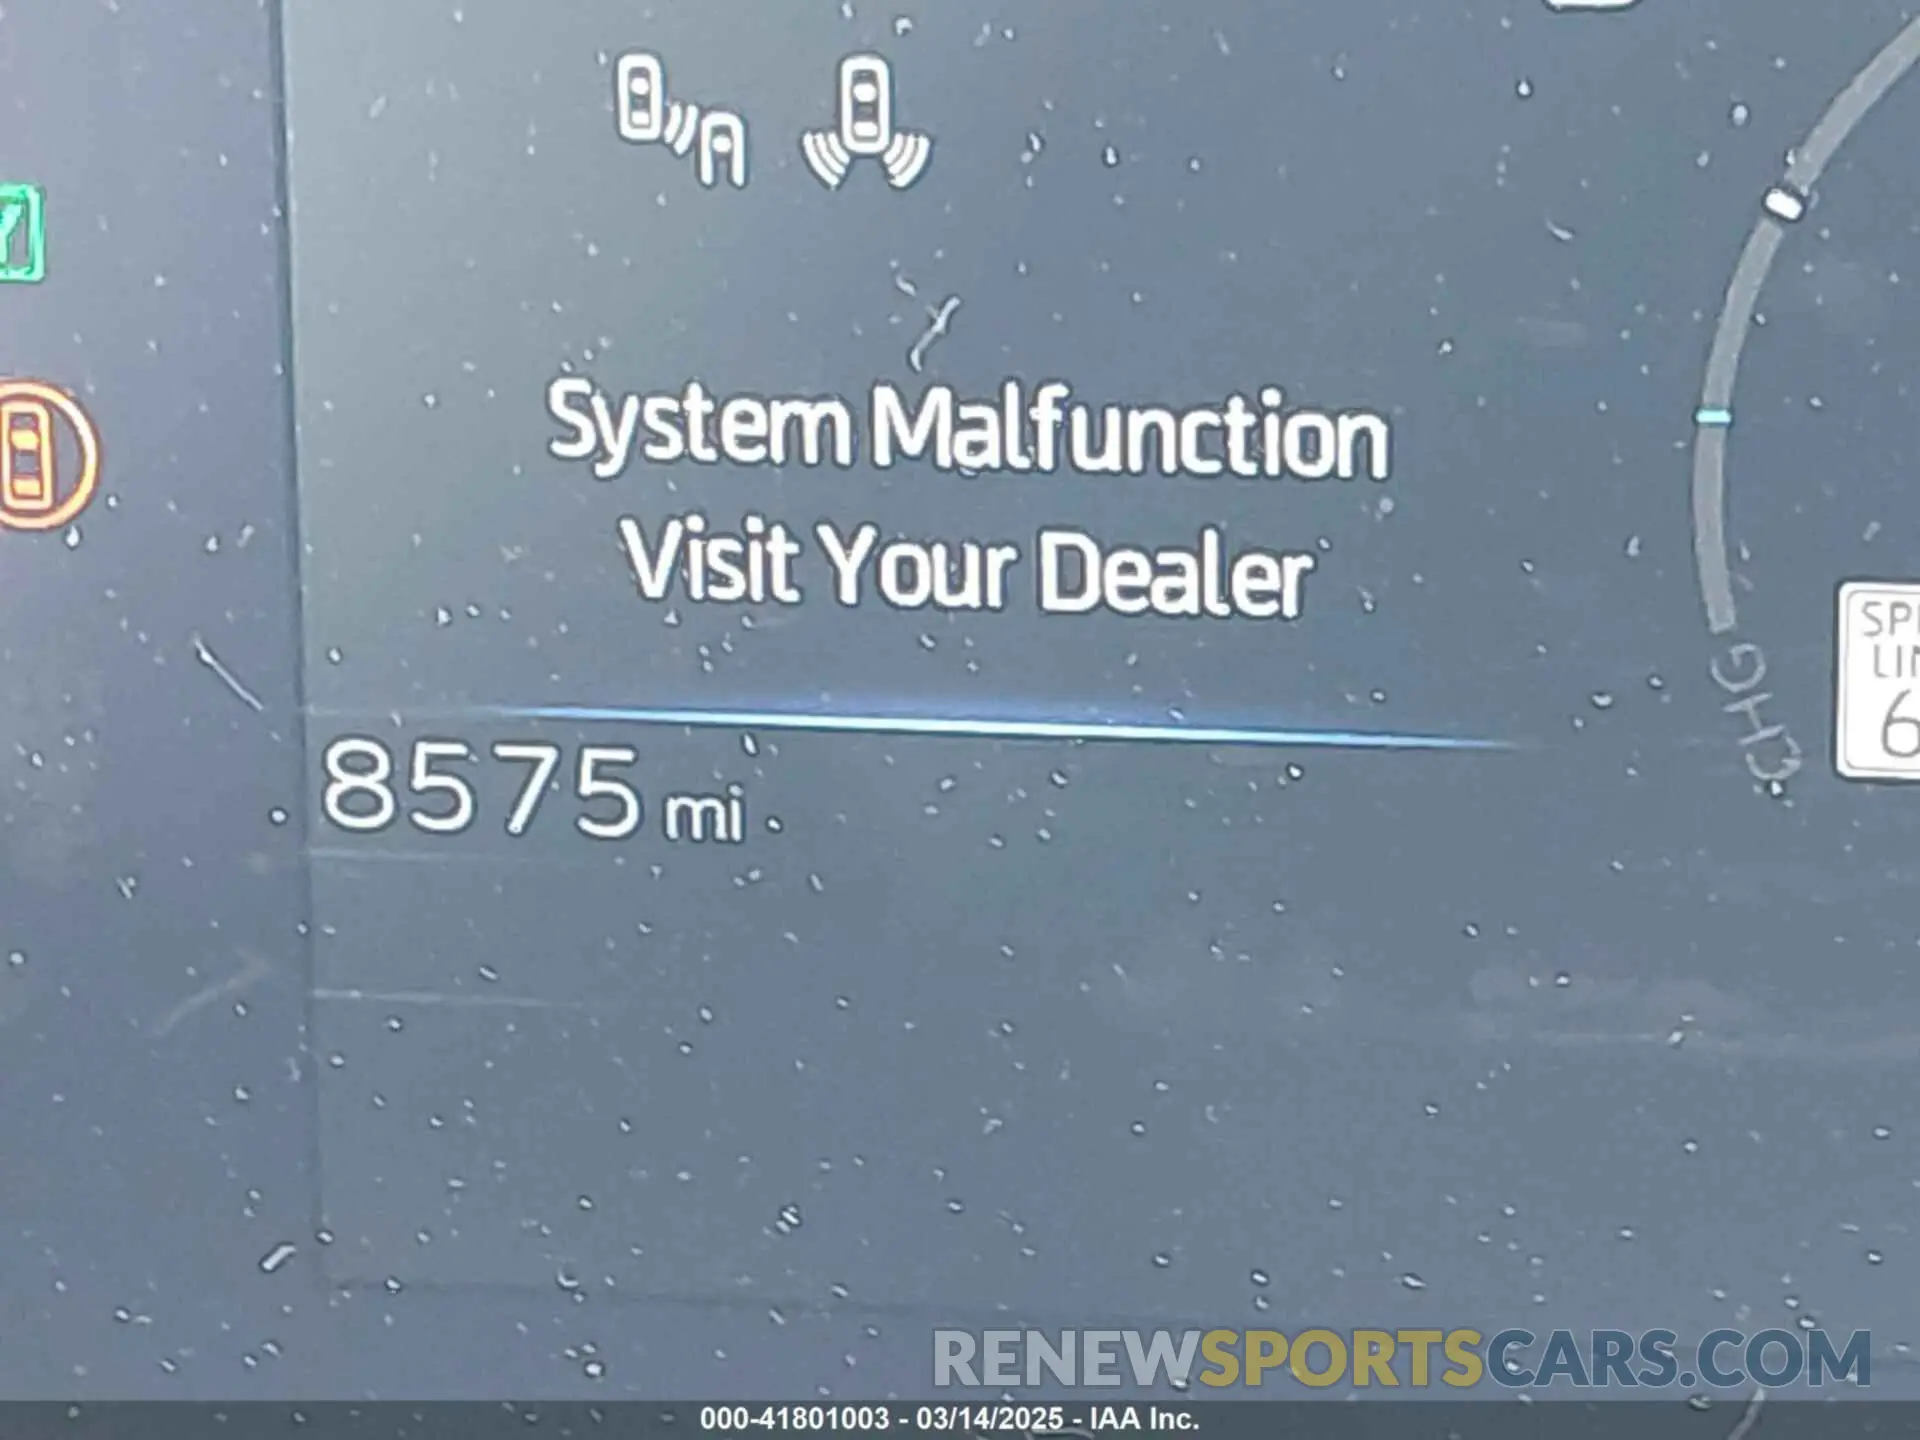 System Malfunction
Visit Your Dealer
CHG
8575 mi
RENEWSPORTSCARS.COM
000-41801003 - 03/14/2025 - IAA Inc.